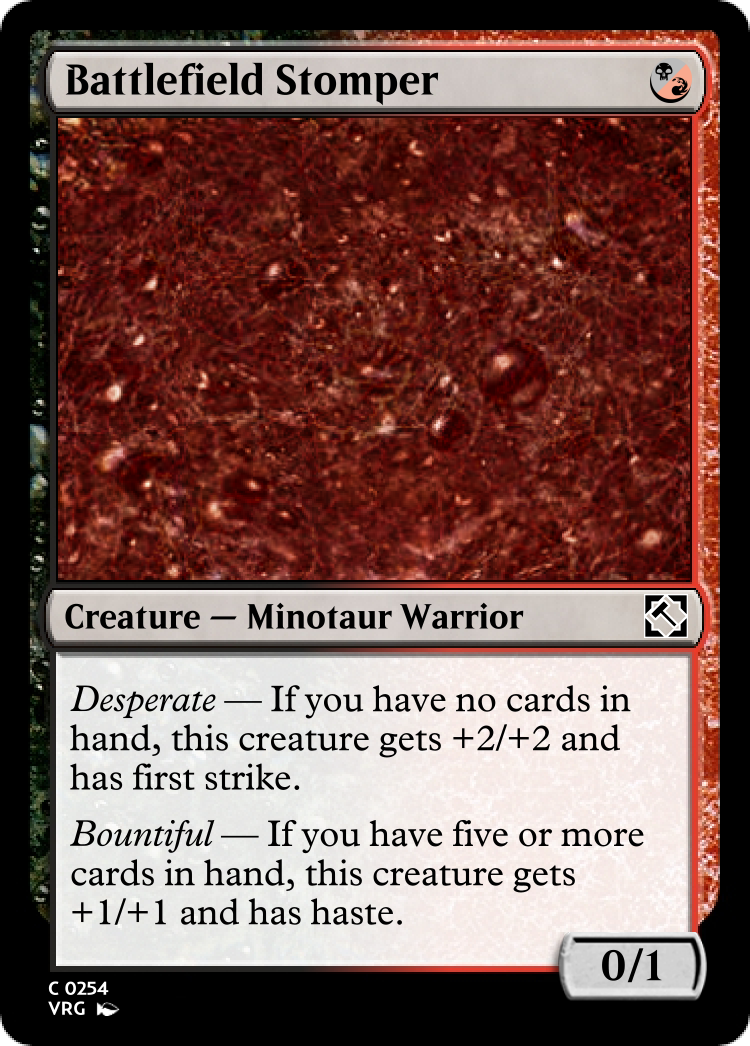 Battlefield Stomper
Creature — Minotaur Warrior
Desperate — If you have no cards in
hand, this creature gets +2/+2 and
has first strike.
Bountiful — If you have five or more
cards in hand, this creature gets
+1/+1 and has haste.
0/1
C 0254
VRG